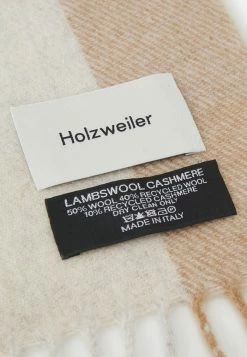 Holzweiler
LAMBSWOOL CASHMERE
50% WOOL 40% RECYCLED WOOL
10% RECYCLED CASHMERE
DRY CLEAN ONLY
MADE IN ITALY